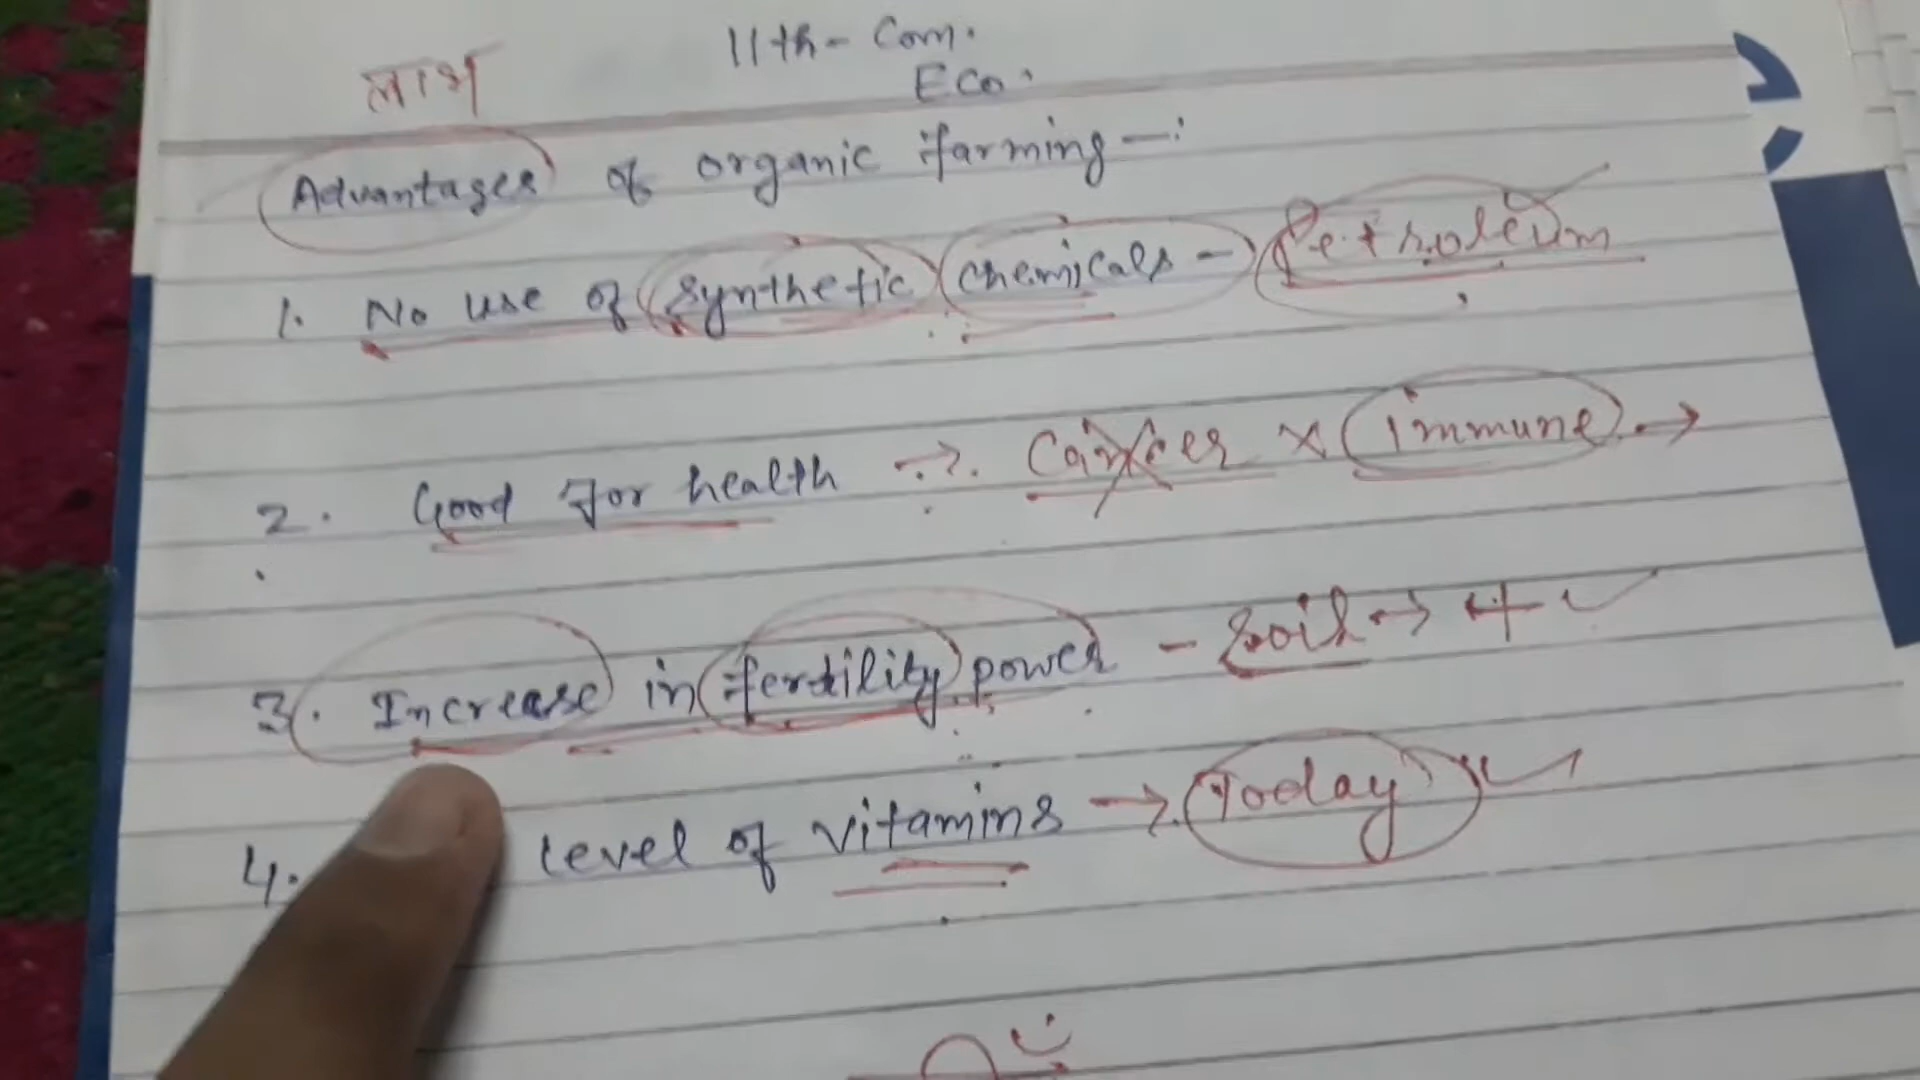 11th - Com.
Eco.
लाभ
Advantages of organic farming —:
1. No use of synthetic chemicals - Petroleum
2. Good for health → Cancer × immune →
3. Increase in fertility power - Soil → + ✓
4. level of vitamins → Today ✓